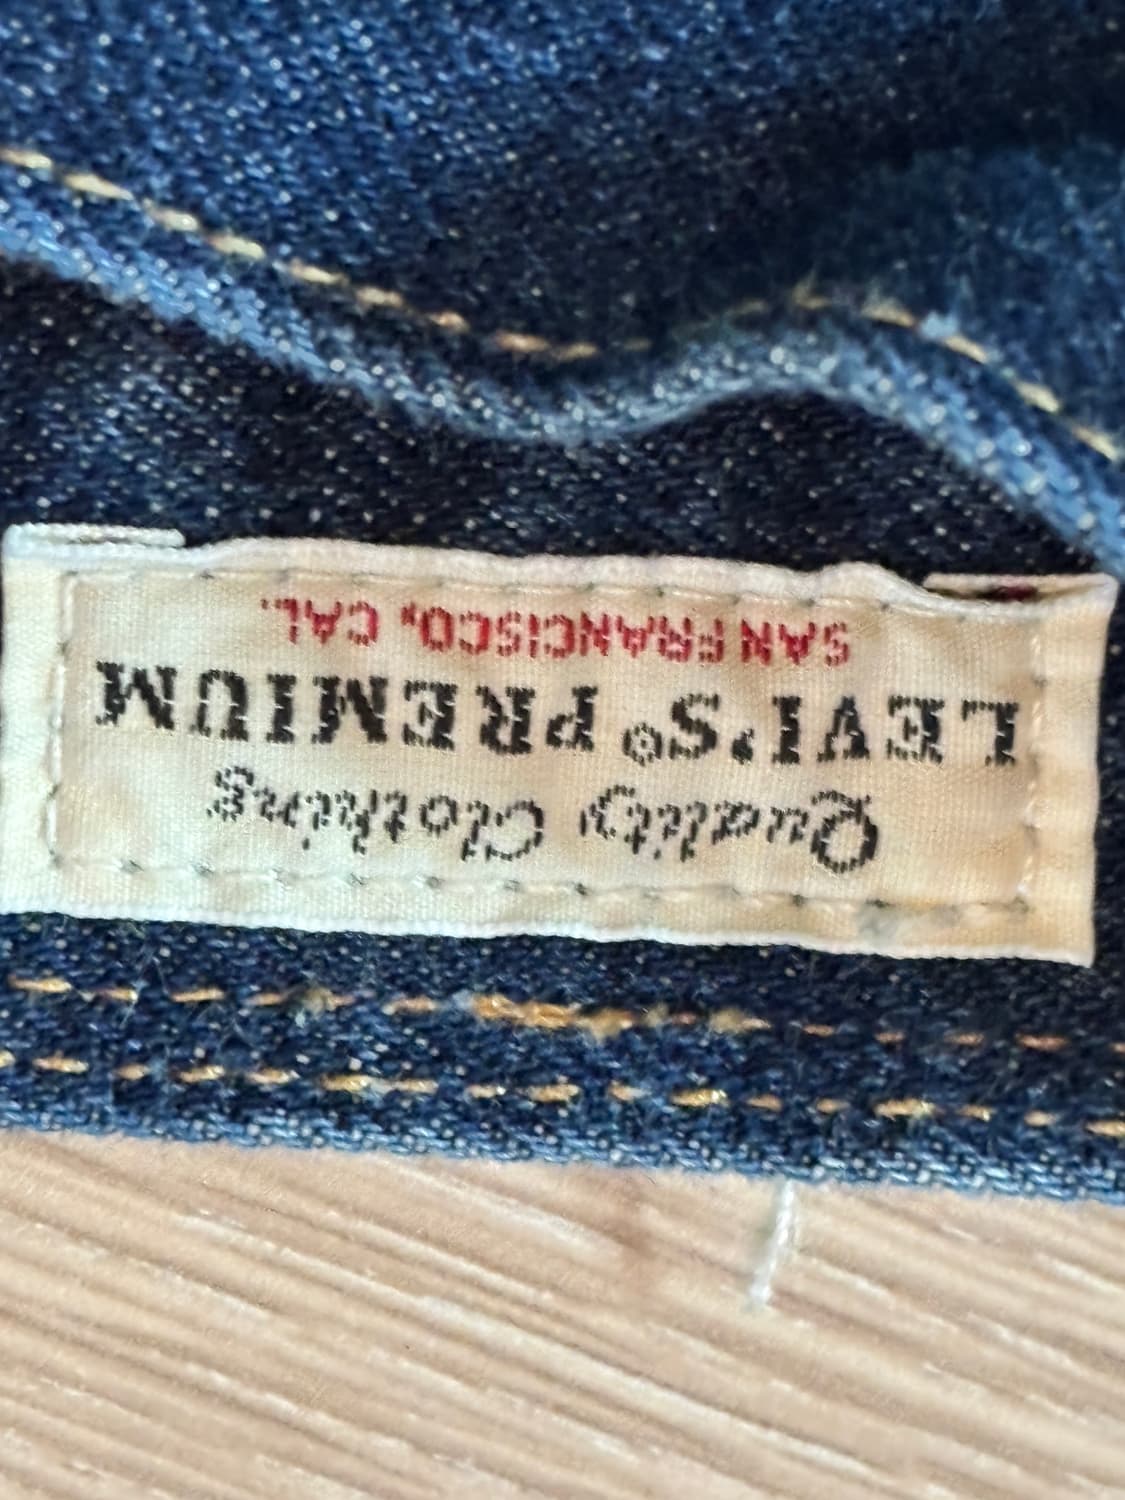 Quality Clothing
LEVI'S® PREMIUM
SAN FRANCISCO, CAL.